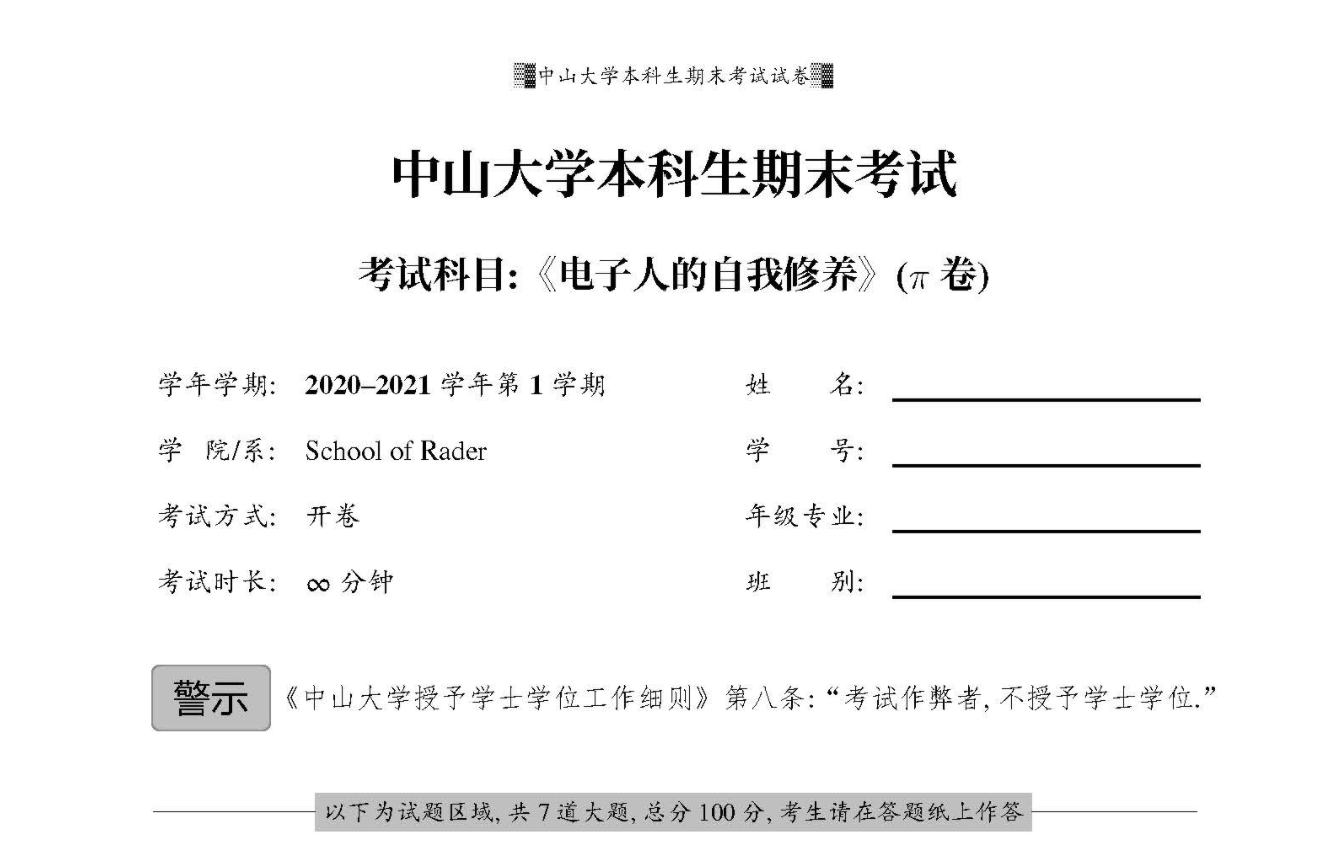 中山大学本科生期末考试试卷
中山大学本科生期末考试
考试科目:《电子人的自我修养》(π 卷)
学年学期: 2020–2021 学年第 1 学期 姓 名:
学 院/系: School of Rader 学 号:
考试方式: 开卷 年级专业:
考试时长: ∞ 分钟 班 别:
警示 《中山大学授予学士学位工作细则》第八条: “考试作弊者, 不授予学士学位.”
以下为试题区域, 共 7 道大题, 总分 100 分, 考生请在答题纸上作答